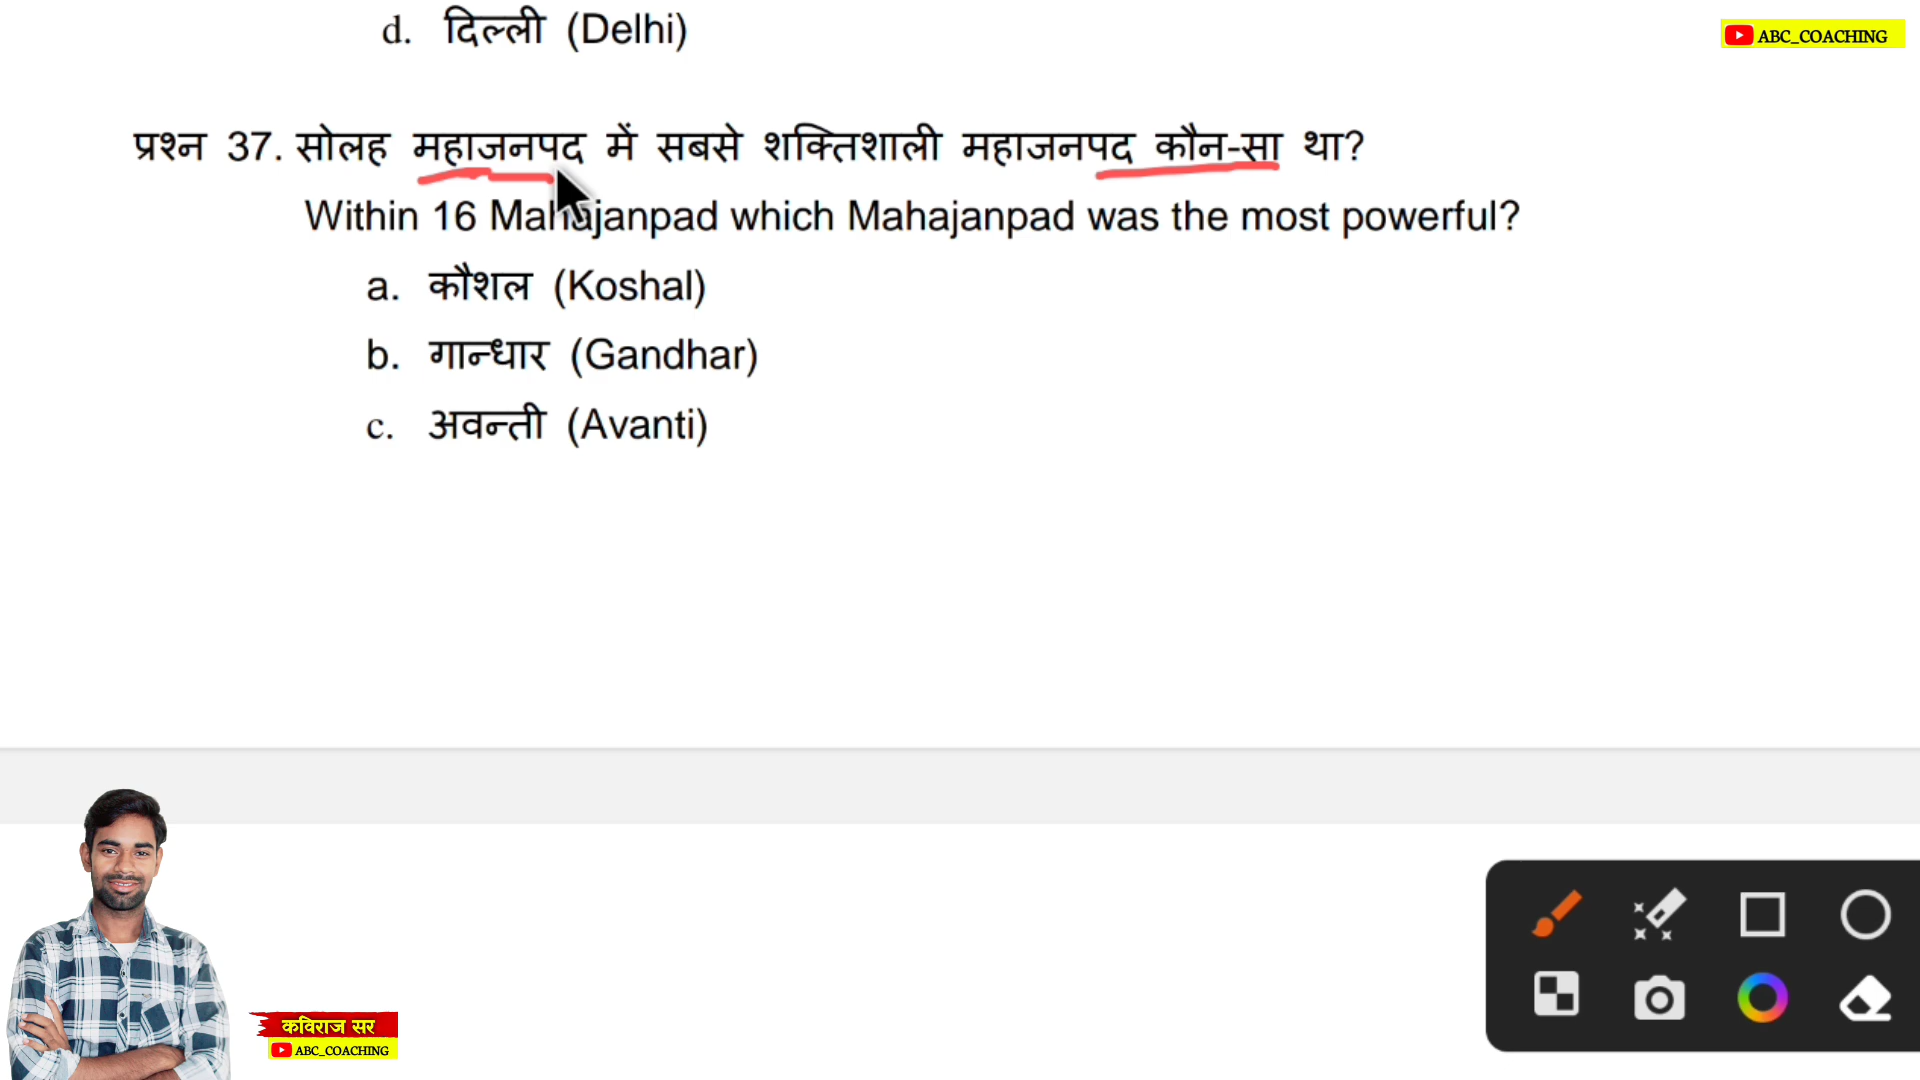 d. दिल्ली (Delhi)
ABC_COACHING
प्रश्न 37. सोलह महाजनपद में सबसे शक्तिशाली महाजनपद कौन-सा था?
Within 16 Mahajanpad which Mahajanpad was the most powerful?
a. कौशल (Koshal)
b. गान्धार (Gandhar)
c. अवन्ती (Avanti)
कविराज सर
ABC_COACHING